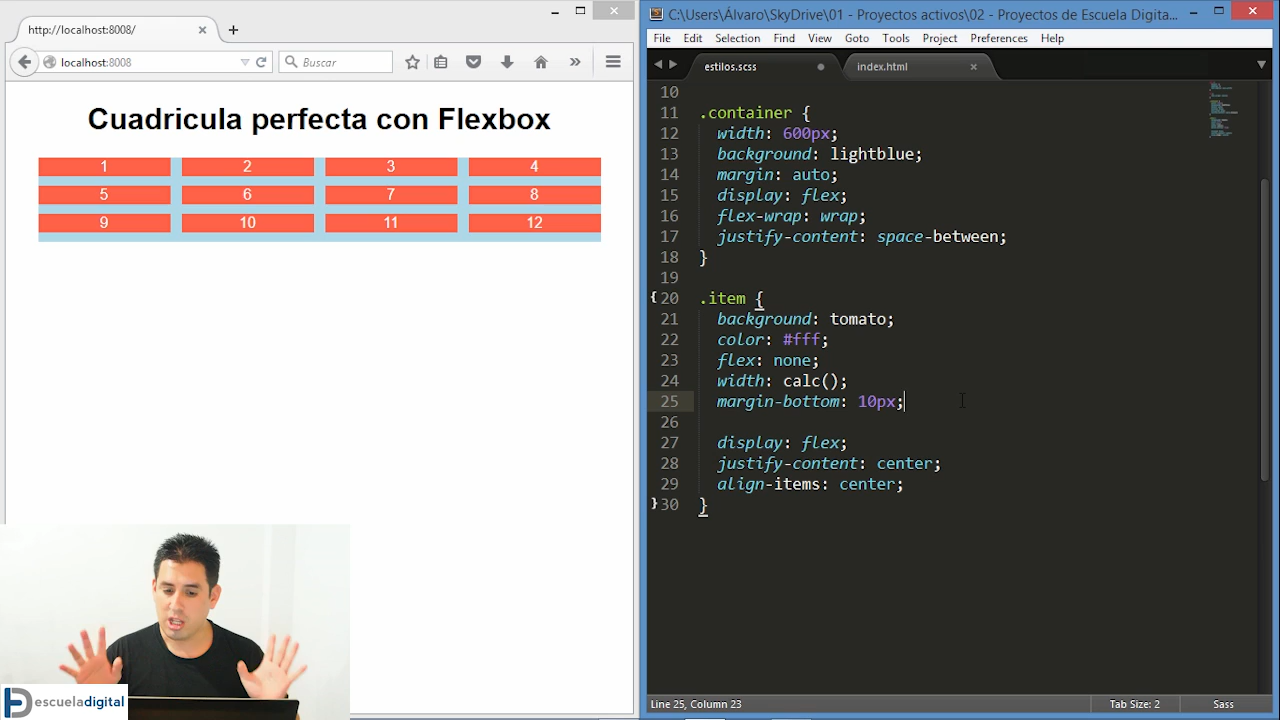 http://localhost:8008/
localhost:8008
Buscar
Cuadricula perfecta con Flexbox
1 2 3 4
5 6 7 8
9 10 11 12
escueladigital
C:\Users\Álvaro\SkyDrive\01 - Proyectos activos\02 - Proyectos de Escuela Digita...
File Edit Selection Find View Goto Tools Project Preferences Help
estilos.scss index.html
10
11 .container {
12 width: 600px;
13 background: lightblue;
14 margin: auto;
15 display: flex;
16 flex-wrap: wrap;
17 justify-content: space-between;
18 }
19
20 .item {
21 background: tomato;
22 color: #fff;
23 flex: none;
24 width: calc();
25 margin-bottom: 10px;
26
27 display: flex;
28 justify-content: center;
29 align-items: center;
30 }
Line 25, Column 23 Tab Size: 2 Sass